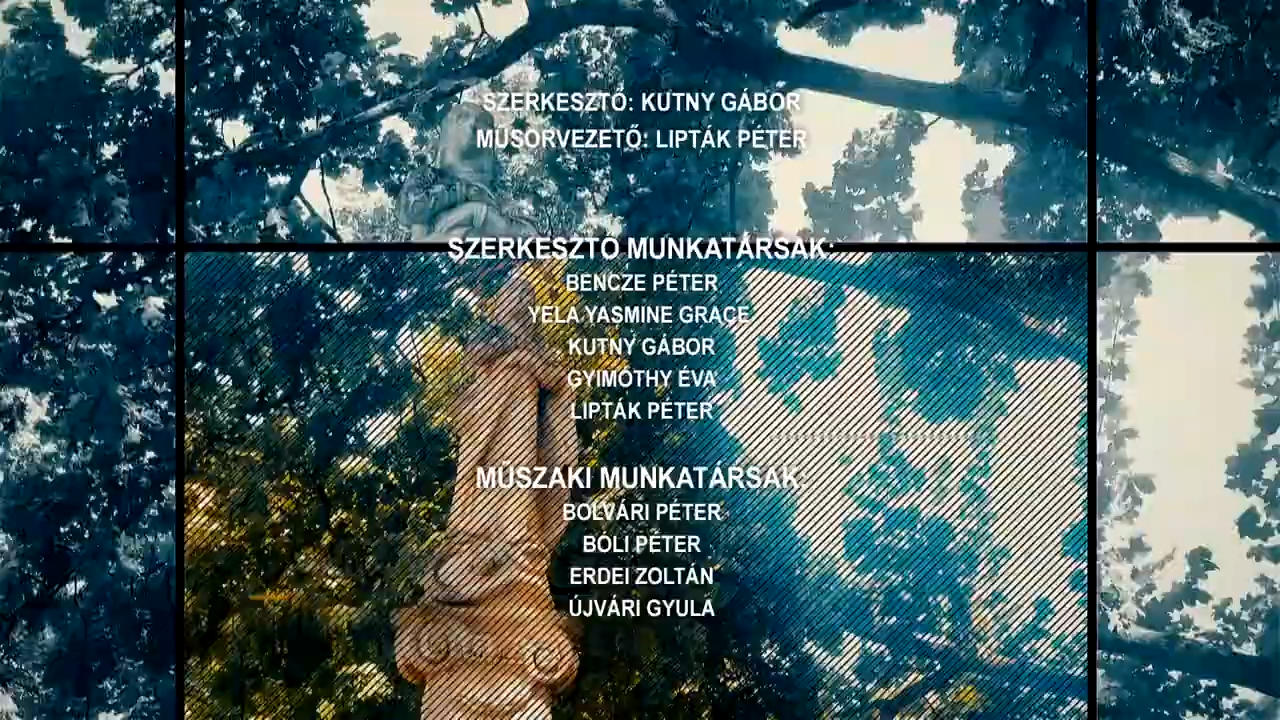 SZERKESZTŐ: KUTNY GÁBOR
MŰSORVEZETŐ: LIPTÁK PÉTER
SZERKESZTŐ MUNKATÁRSAK:
BENCZE PÉTER
YELA YASMINE GRACE
KUTNY GÁBOR
GYIMÓTHY ÉVA
LIPTÁK PÉTER
MŰSZAKI MUNKATÁRSAK:
BOLVÁRI PÉTER
BÓLI PÉTER
ERDEI ZOLTÁN
ÚJVÁRI GYULA